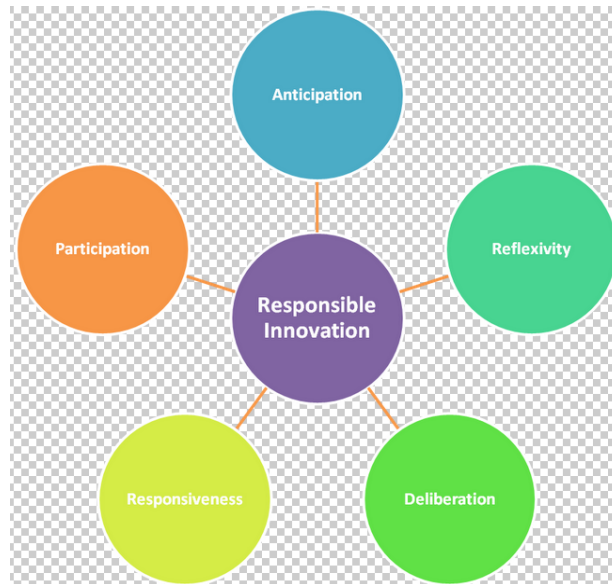 Anticipation
Participation
Reflexivity
Responsible
Innovation
Responsiveness
Deliberation